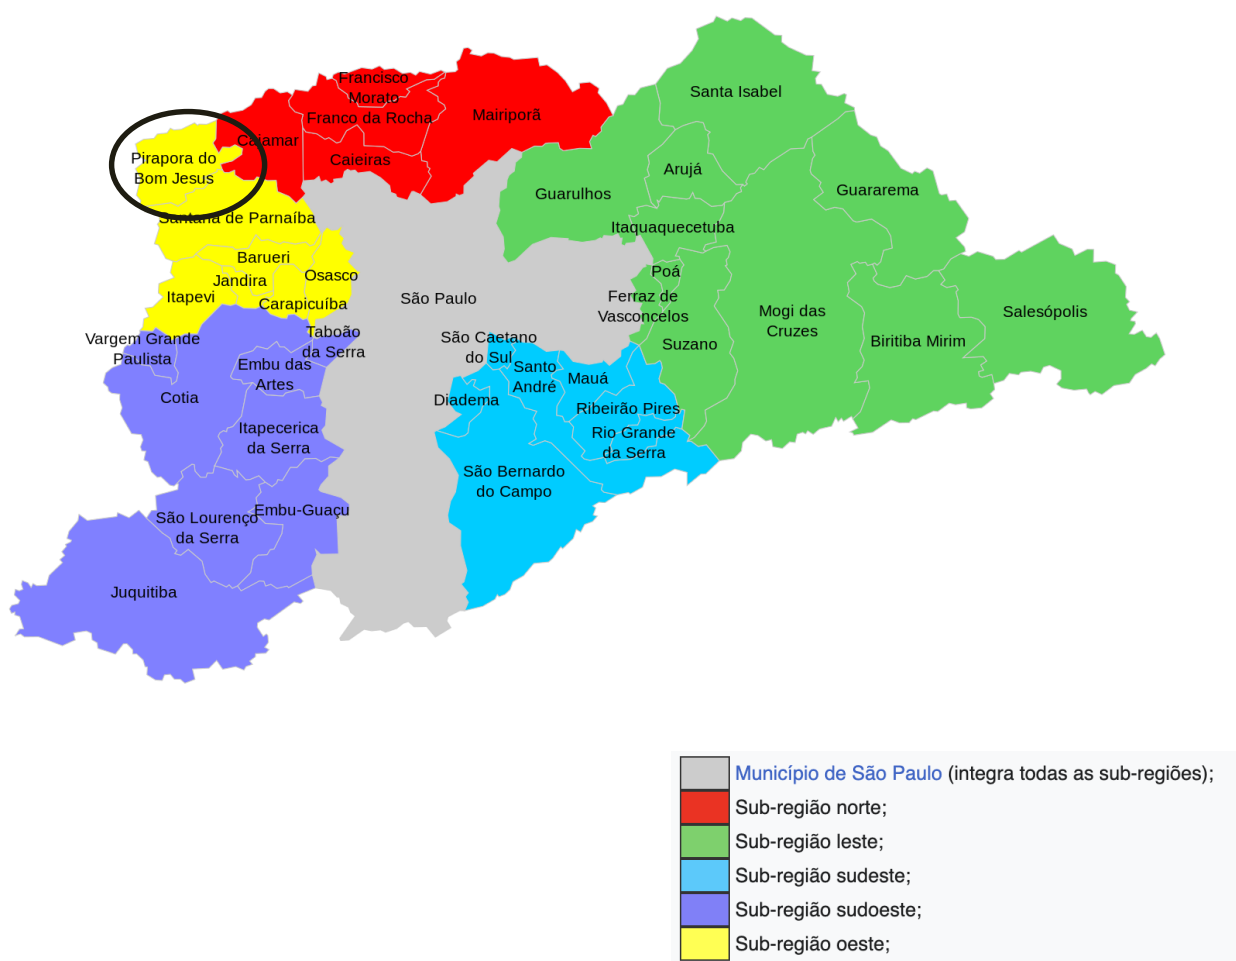 Santa Isabel
Francisco
Morato
Franco da Rocha
Mairiporã
Cajamar
Caieiras
Pirapora do
Bom Jesus
Arujá
Guarulhos
Guararema
Santana de Parnaíba
Itaquaquecetuba
Barueri
Jandira
Osasco
Itapevi
Carapicuíba
São Paulo
Poá
Ferraz de
Vasconcelos
Mogi das
Cruzes
Salesópolis
Biritiba Mirim
Suzano
Vargem Grande
Paulista
Taboão
da Serra
São Caetano
do Sul
Embu das
Artes
Santo
André
Mauá
Cotia
Diadema
Ribeirão Pires
Itapecerica
da Serra
Rio Grande
da Serra
São Bernardo
do Campo
São Lourenço
da Serra
Embu-Guaçu
Juquitiba
Município de São Paulo (integra todas as sub-regiões);
Sub-região norte;
Sub-região leste;
Sub-região sudeste;
Sub-região sudoeste;
Sub-região oeste;